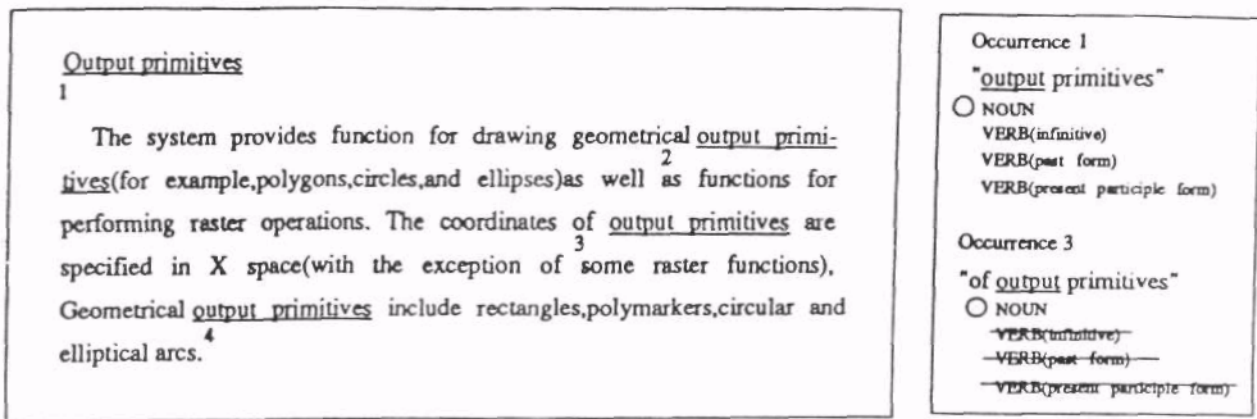 Output primitives
1
The system provides function for drawing geometrical output primi-
2
tives(for example,polygons,circles,and ellipses)as well as functions for
performing raster operations. The coordinates of output primitives are
3
specified in X space(with the exception of some raster functions),
Geometrical output primitives include rectangles,polymarkers,circular and
4
elliptical arcs.
Occurrence 1
"output primitives"
NOUN
VERB(infinitive)
VERB(past form)
VERB(present participle form)
Occurrence 3
"of output primitives"
NOUN
VERB(infinitive)
VERB(past form)
VERB(present participle form)